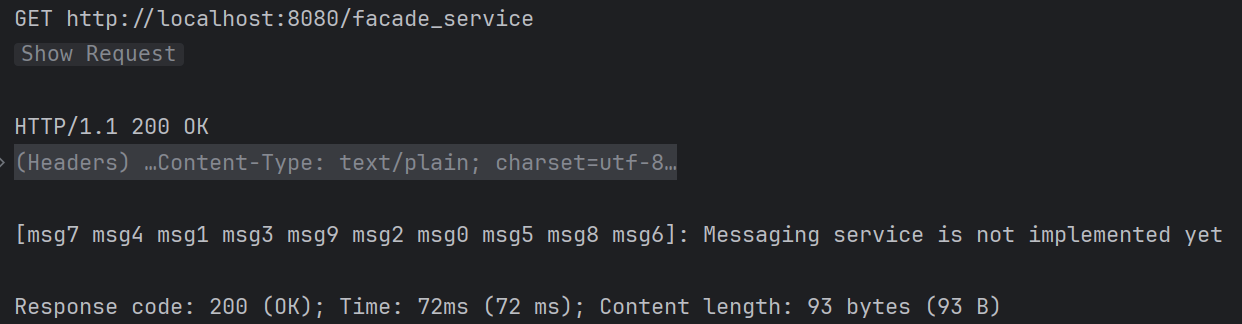 GET http://localhost:8080/facade_service
Show Request
HTTP/1.1 200 OK
(Headers) …Content-Type: text/plain; charset=utf-8…
[msg7 msg4 msg1 msg3 msg9 msg2 msg0 msg5 msg8 msg6]: Messaging service is not implemented yet
Response code: 200 (OK); Time: 72ms (72 ms); Content length: 93 bytes (93 B)